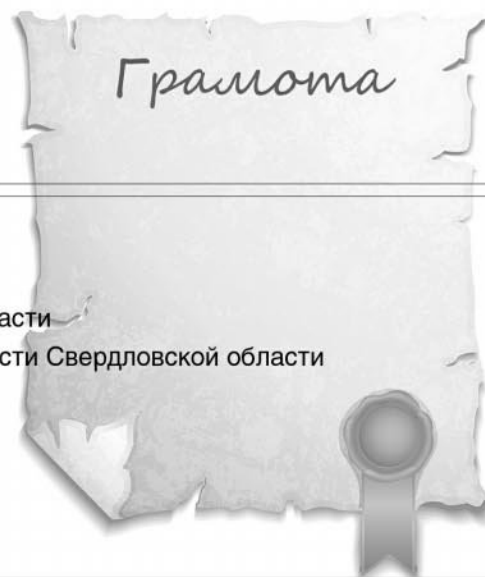 Грамота
асти
сти Свердловской области